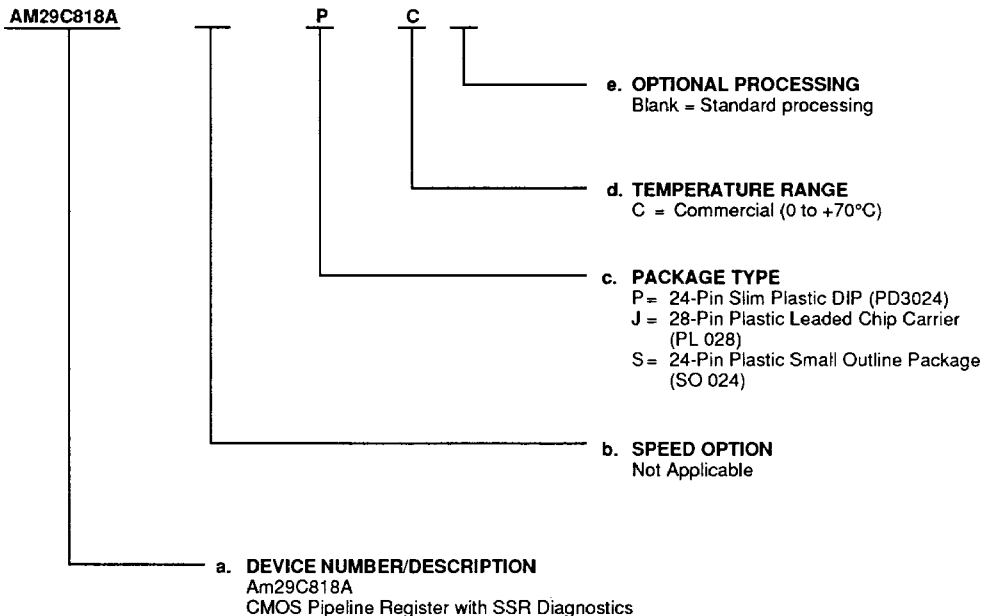 AM29C818A P C
e. OPTIONAL PROCESSING
Blank = Standard processing
d. TEMPERATURE RANGE
C = Commercial (0 to +70°C)
c. PACKAGE TYPE
P = 24-Pin Slim Plastic DIP (PD3024)
J = 28-Pin Plastic Leaded Chip Carrier
(PL 028)
S = 24-Pin Plastic Small Outline Package
(SO 024)
b. SPEED OPTION
Not Applicable
a. DEVICE NUMBER/DESCRIPTION
Am29C818A
CMOS Pipeline Register with SSR Diagnostics